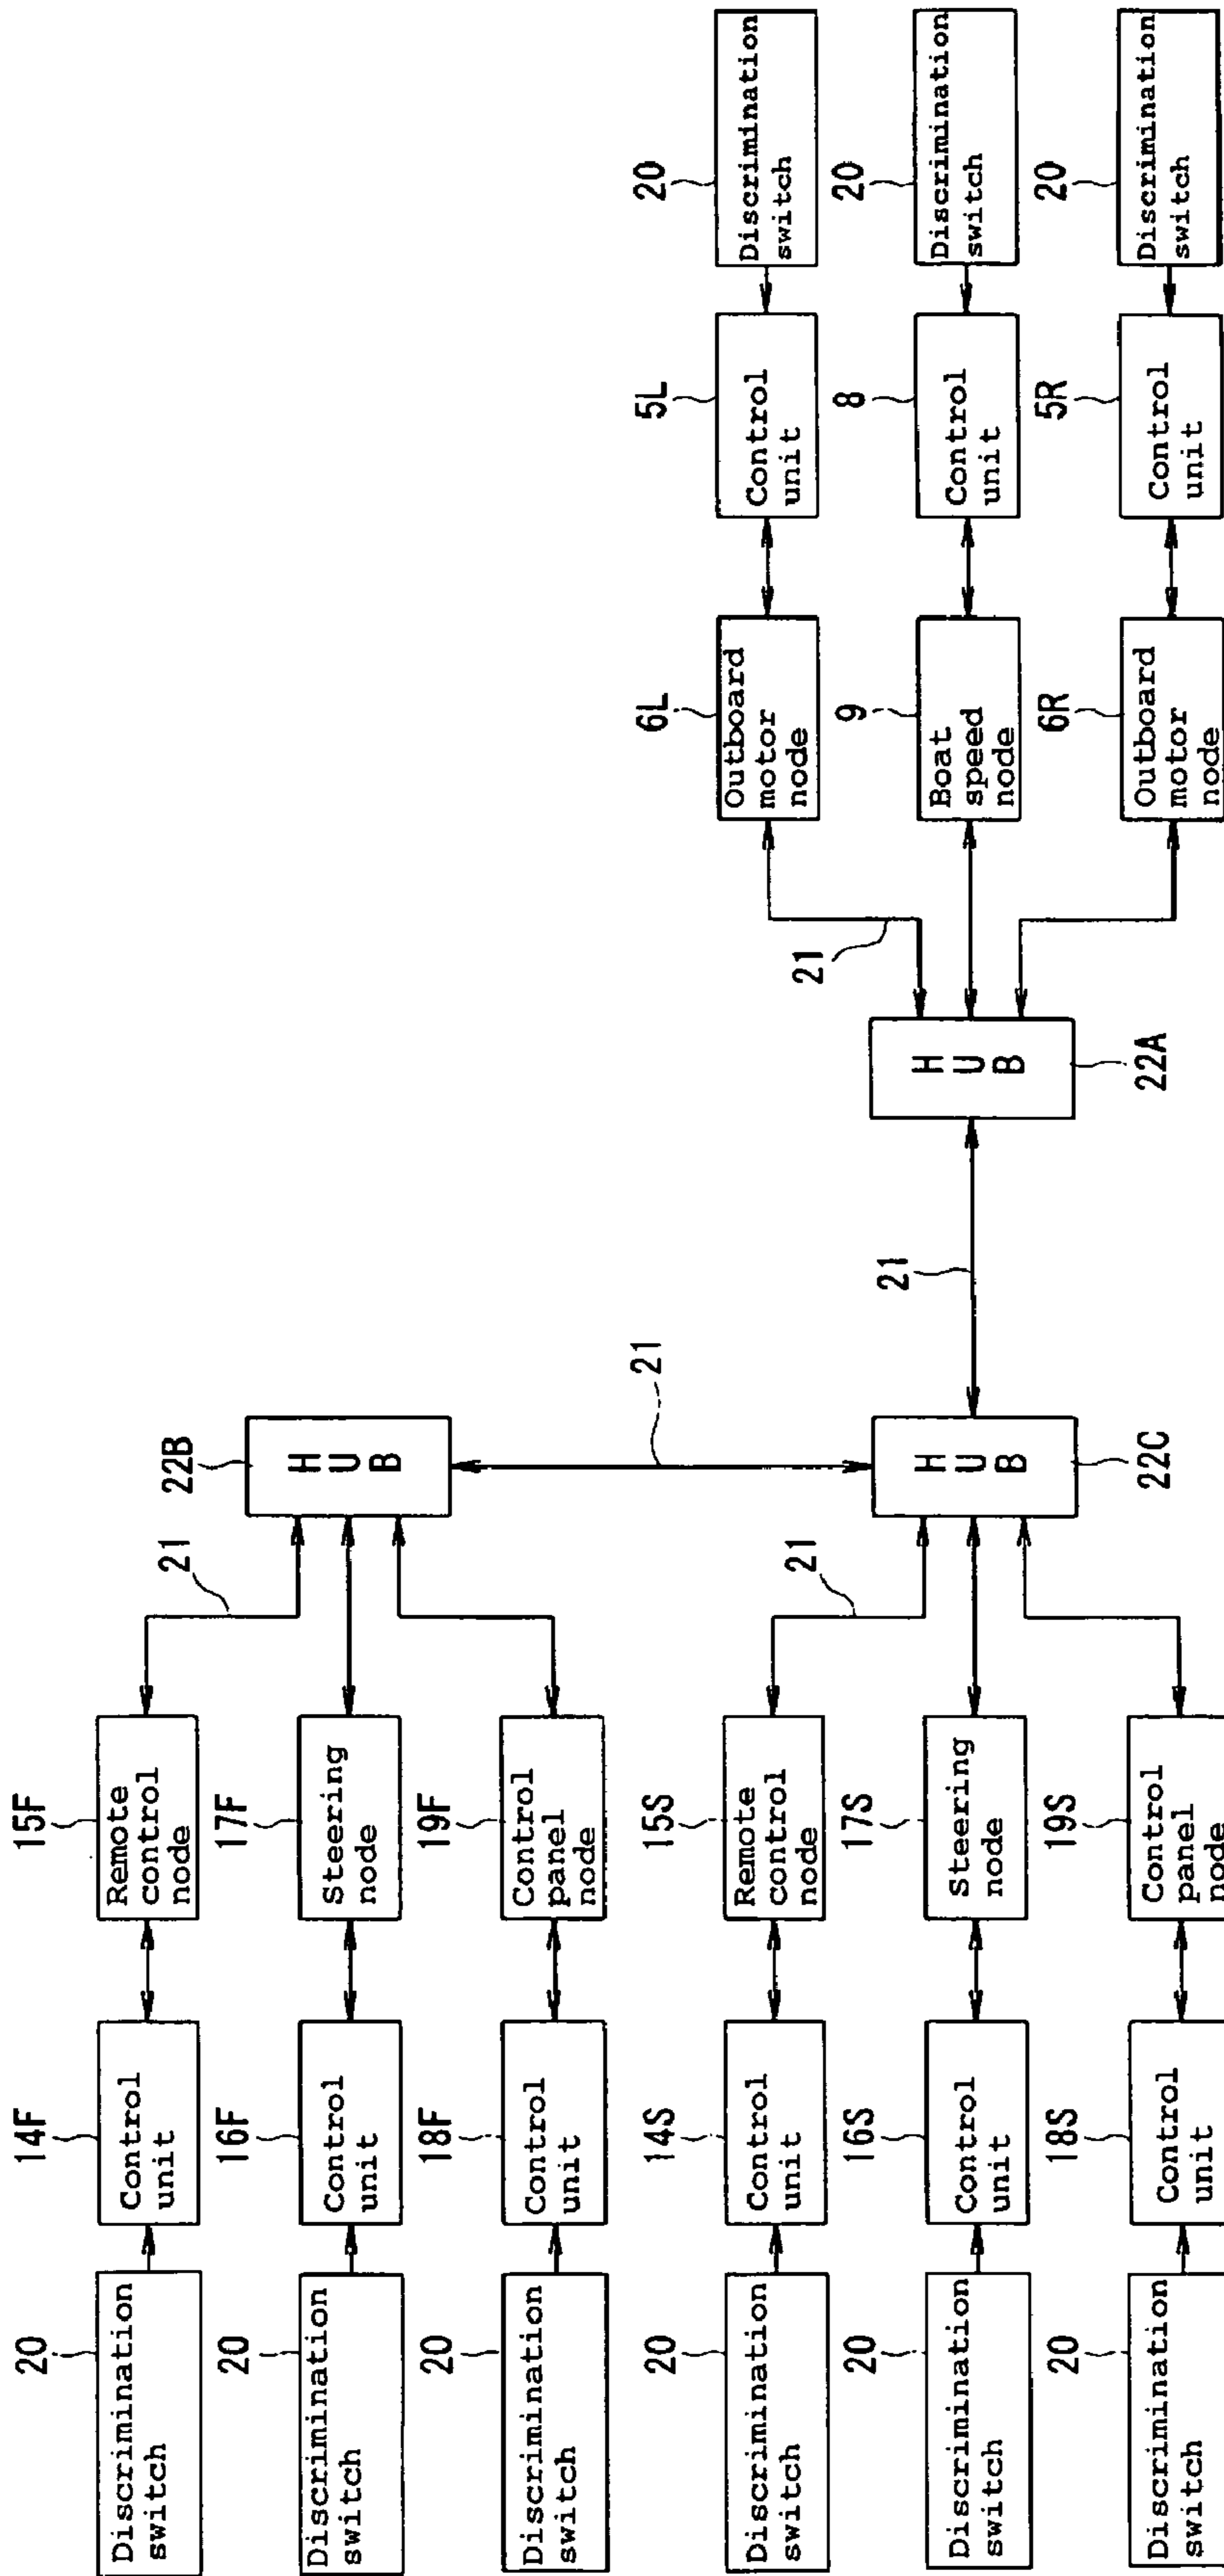 20
Discrimination
switch
14F
Control
unit
15F
Remote
control
node
21
20
Discrimination
switch
16F
Control
unit
17F
Steering
node
22B
HUB
20
Discrimination
switch
18F
Control
unit
19F
Control
panel
node
21
20
Discrimination
switch
14S
Control
unit
15S
Remote
control
node
21
20
Discrimination
switch
16S
Control
unit
17S
Steering
node
HUB
22C
21
20
Discrimination
switch
18S
Control
unit
19S
Control
panel
node
HUB
22A
21
6L
Outboard
motor
node
5L
Control
unit
20
Discrimination
switch
9
Boat
speed
node
8
Control
unit
20
Discrimination
switch
6R
Outboard
motor
node
5R
Control
unit
20
Discrimination
switch